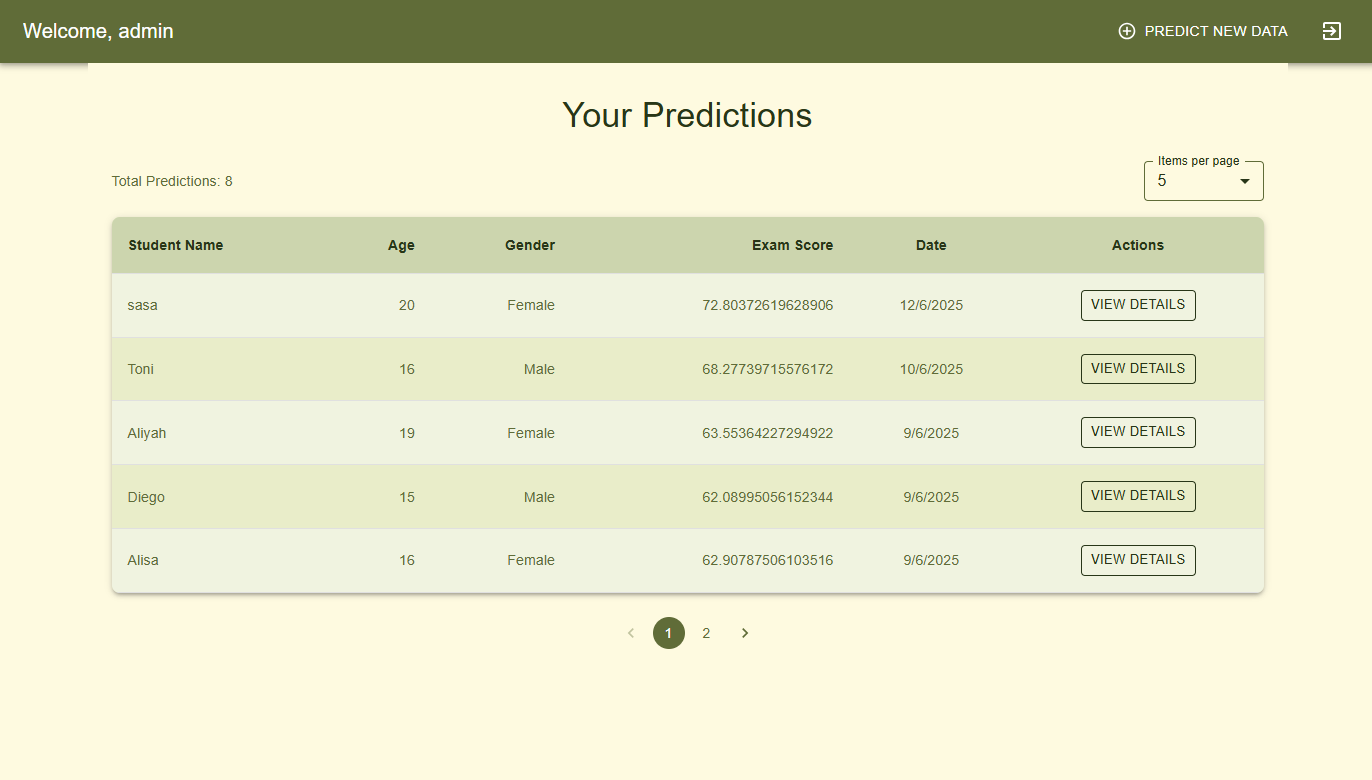 Welcome, admin
PREDICT NEW DATA
Your Predictions
Total Predictions: 8
Items per page
5
Student Name Age Gender Exam Score Date Actions
sasa 20 Female 72.80372619628906 12/6/2025 VIEW DETAILS
Toni 16 Male 68.27739715576172 10/6/2025 VIEW DETAILS
Aliyah 19 Female 63.55364227294922 9/6/2025 VIEW DETAILS
Diego 15 Male 62.08995056152344 9/6/2025 VIEW DETAILS
Alisa 16 Female 62.90787506103516 9/6/2025 VIEW DETAILS
1 2